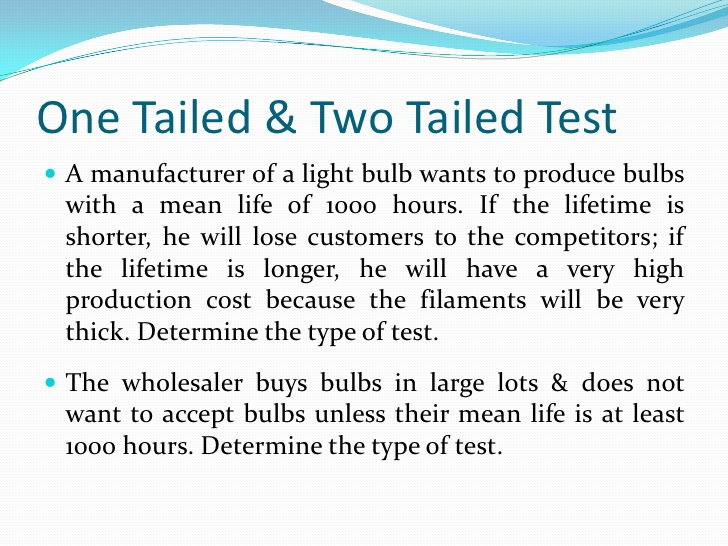 One Tailed & Two Tailed Test
• A manufacturer of a light bulb wants to produce bulbs
with a mean life of 1000 hours. If the lifetime is
shorter, he will lose customers to the competitors; if
the lifetime is longer, he will have a very high
production cost because the filaments will be very
thick. Determine the type of test.
• The wholesaler buys bulbs in large lots & does not
want to accept bulbs unless their mean life is at least
1000 hours. Determine the type of test.